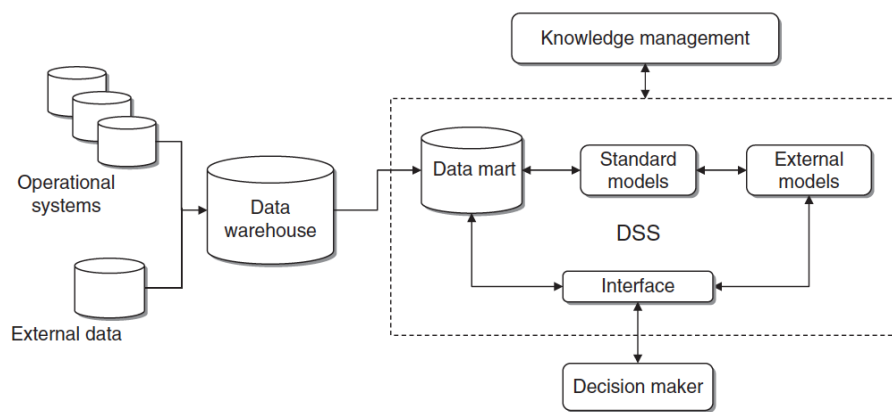 Knowledge management
Operational
systems
External data
Data
warehouse
Data mart
Standard
models
External
models
DSS
Interface
Decision maker